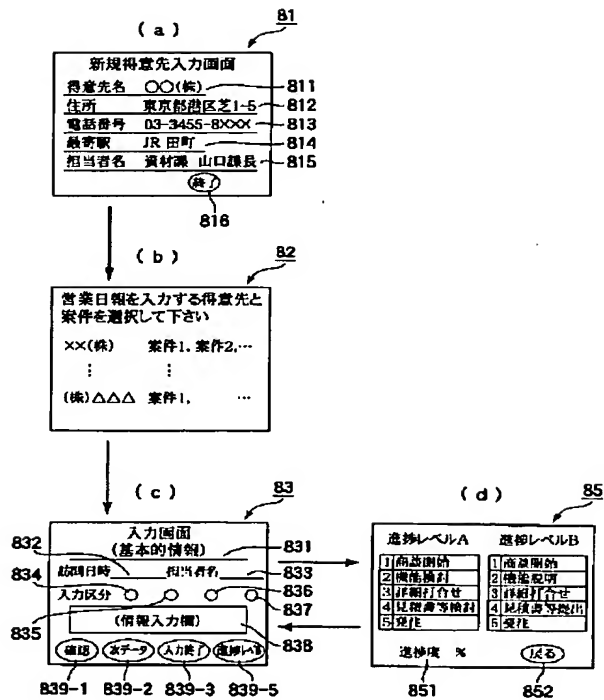 ( a )
81
新規得意先入力画面
得意先名 ○○(株) 811
住所 東京都港区芝1-5 812
電話番号 03-3455-8××× 813
最寄駅 JR 田町 814
担当者名 資材課 山口課長 815
終了
816
( b )
82
営業日報を入力する得意先と
案件を選択して下さい
××(株) 案件1、案件2、…
⋮ ⋮
(株)△△△ 案件1、 …
( c )
83
入力画面
(基本的情報) 831
832 訪問日時 担当者名 833
834 入力区分 836
837
835
(情報入力欄) 838
確認 次データ 入力終了 進捗レベル
839-1 839-2 839-3 839-5
( d )
85
進捗レベルA 進捗レベルB
1 商談開始 1 商談開始
2 機能検討 2 機能説明
3 詳細打合せ 3 詳細打合せ
4 見積書等検討 4 見積書等提出
5 発注 5 受注
進捗度 % 戻る
851 852